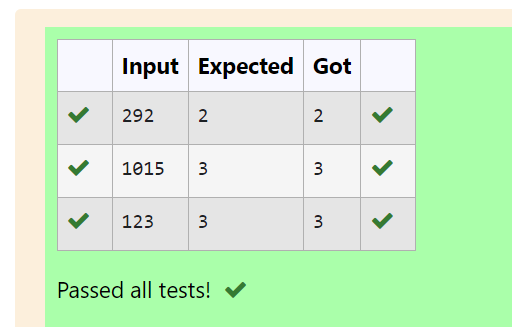 Input Expected Got
292 2 2
1015 3 3
123 3 3
Passed all tests!